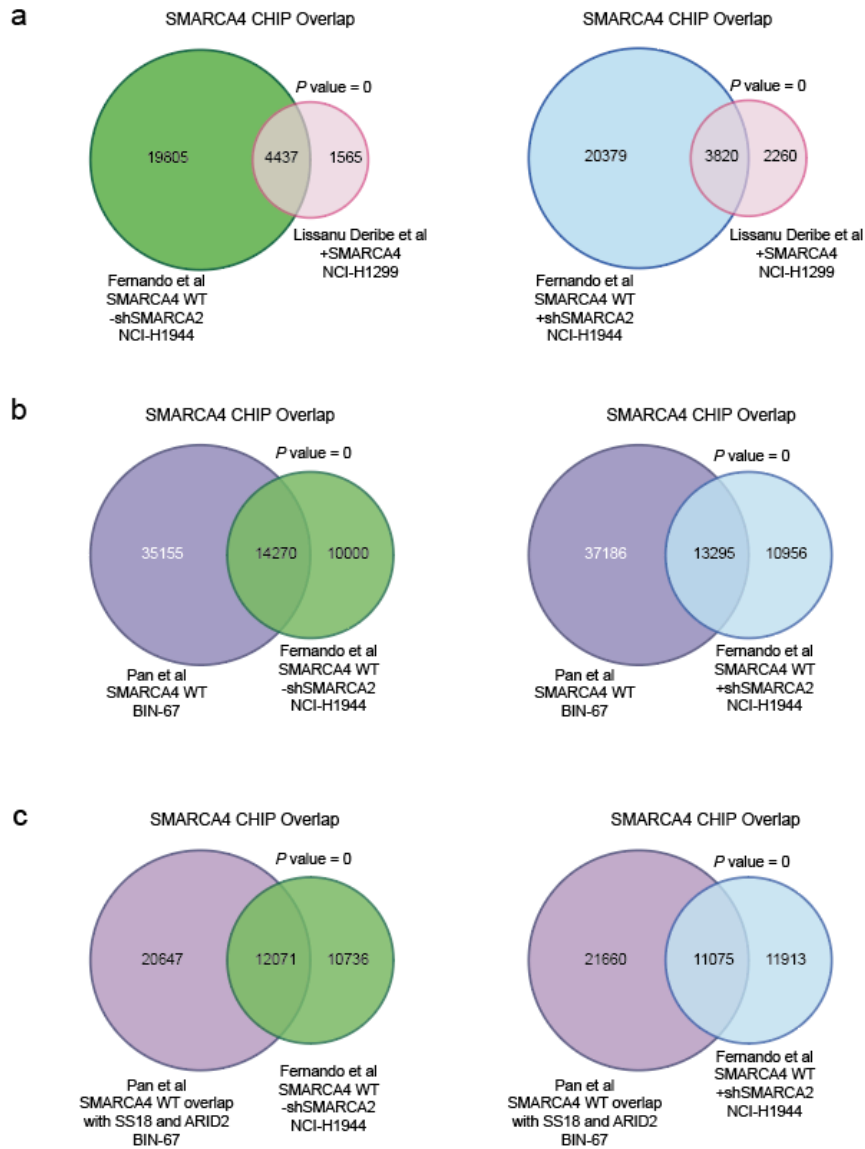 a
SMARCA4 CHIP Overlap
P value = 0
19805
4437
1565
Lissanu Deribe et al
+SMARCA4
NCI-H1299
Fernando et al
SMARCA4 WT
-shSMARCA2
NCI-H1944
SMARCA4 CHIP Overlap
P value = 0
20379
3820
2260
Lissanu Deribe et al
+SMARCA4
NCI-H1299
Fernando et al
SMARCA4 WT
+shSMARCA2
NCI-H1944
b
SMARCA4 CHIP Overlap
P value = 0
35155
14270
10000
Pan et al
SMARCA4 WT
BIN-67
Fernando et al
SMARCA4 WT
-shSMARCA2
NCI-H1944
SMARCA4 CHIP Overlap
P value = 0
37186
13295
10956
Pan et al
SMARCA4 WT
BIN-67
Fernando et al
SMARCA4 WT
+shSMARCA2
NCI-H1944
c
SMARCA4 CHIP Overlap
P value = 0
20647
12071
10736
Pan et al
SMARCA4 WT overlap
with SS18 and ARID2
BIN-67
Fernando et al
SMARCA4 WT
-shSMARCA2
NCI-H1944
SMARCA4 CHIP Overlap
P value = 0
21660
11075
11913
Pan et al
SMARCA4 WT overlap
with SS18 and ARID2
BIN-67
Fernando et al
SMARCA4 WT
+shSMARCA2
NCI-H1944